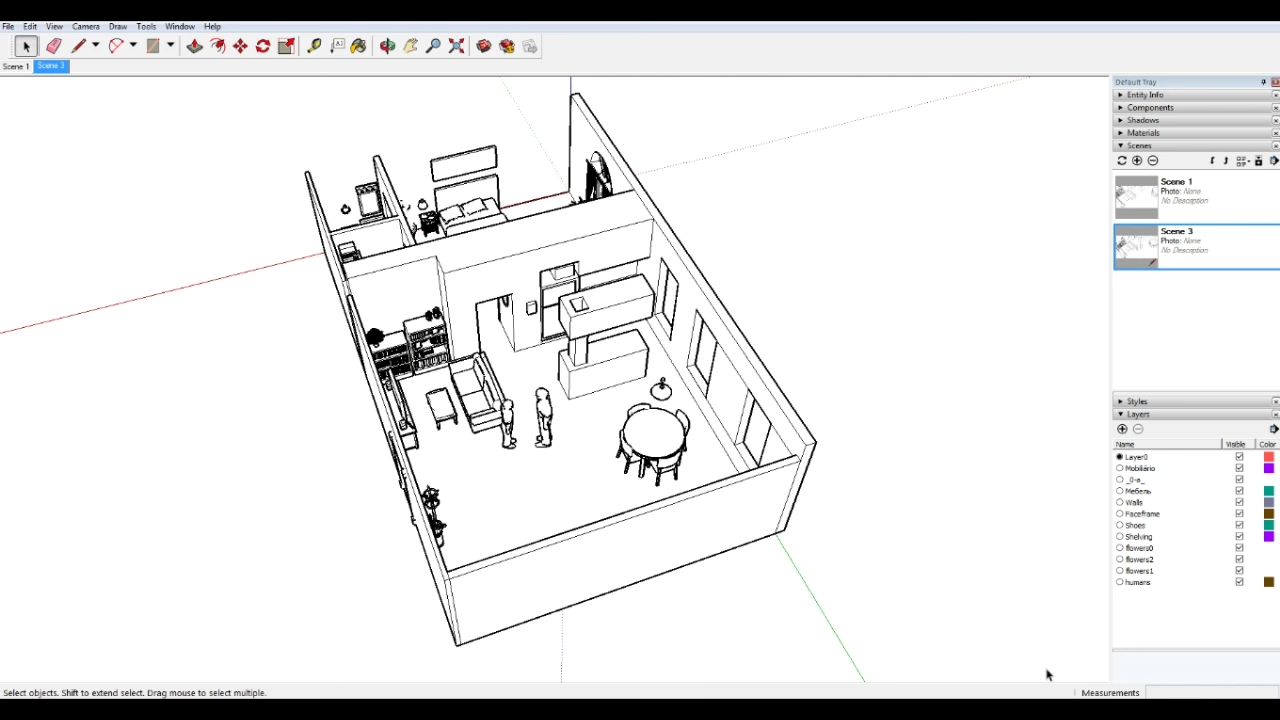 File Edit View Camera Draw Tools Window Help
Scene 1 Scene 3
Default Tray
Entity Info
Components
Shadows
Materials
Scenes
Scene 1
Photo: None
No Description
Scene 3
Photo: None
No Description
Styles
Layers
Name Visible Color
Layer0
Mobiliário
_0-a_
Мебель
Walls
Faceframe
Shoes
Shelving
flowers0
flowers2
flowers1
humans
Select objects. Shift to extend select. Drag mouse to select multiple.
Measurements